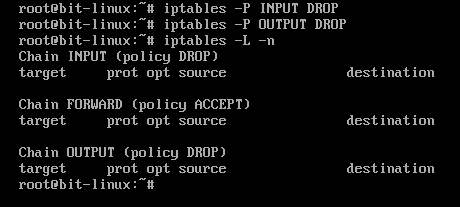 root@bit-linux:~# iptables -P INPUT DROP
root@bit-linux:~# iptables -P OUTPUT DROP
root@bit-linux:~# iptables -L -n
Chain INPUT (policy DROP)
target     prot opt source               destination

Chain FORWARD (policy ACCEPT)
target     prot opt source               destination

Chain OUTPUT (policy DROP)
target     prot opt source               destination
root@bit-linux:~#